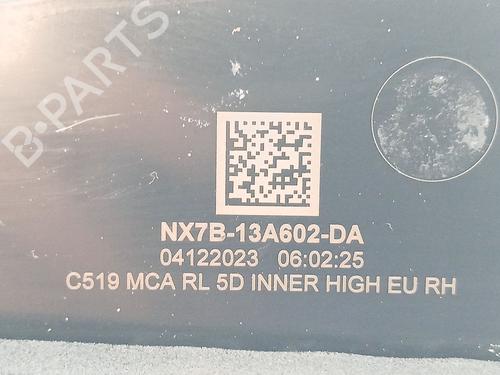 B-PARTS
NX7B-13A602-DA
04122023 06:02:25
C519 MCA RL 5D INNER HIGH EU RH